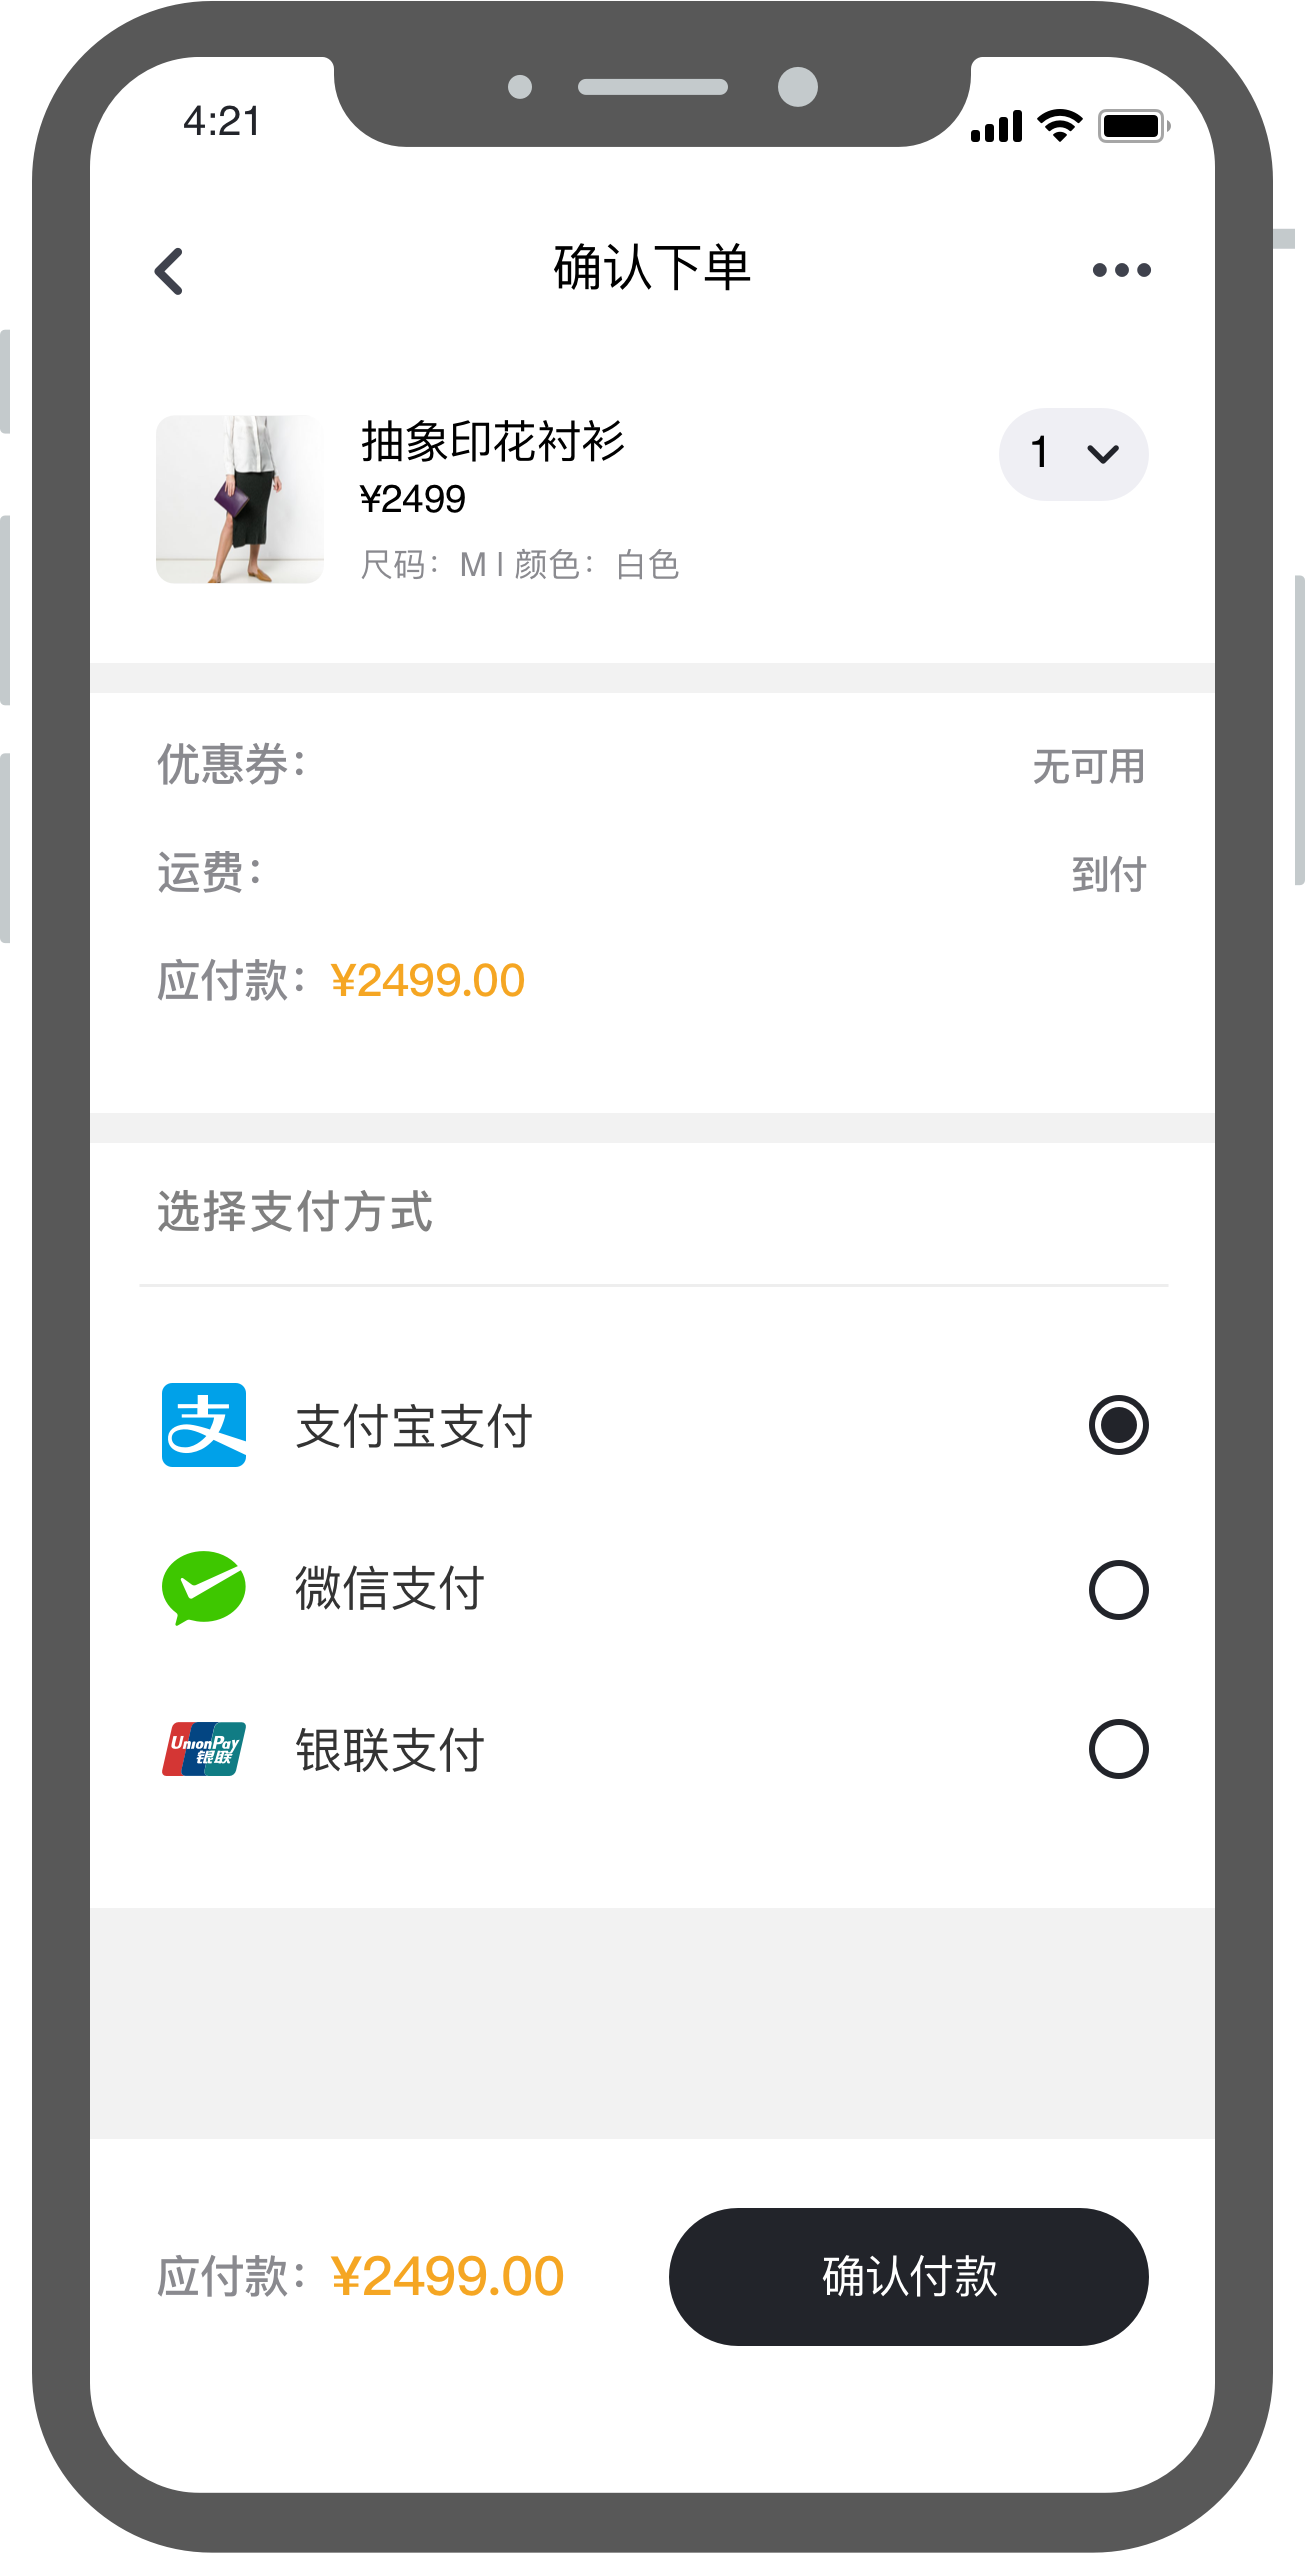 4:21
确认下单
抽象印花衬衫
1
¥2499
尺码：M | 颜色：白色
优惠券：
无可用
运费：
到付
应付款：¥2499.00
选择支付方式
支
支付宝支付
微信支付
UnionPay
银联
银联支付
应付款：¥2499.00
确认付款